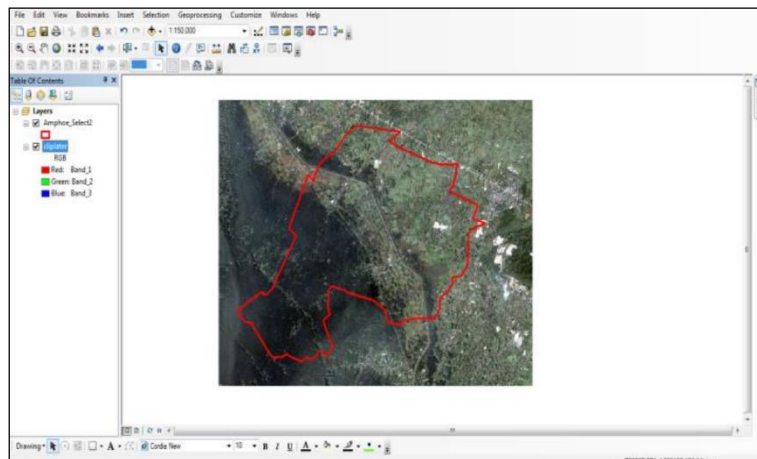 File Edit View Bookmarks Insert Selection Geoprocessing Customize Windows Help
1:150,000
Table Of Contents
Layers
Amphoe_Select2
cliplater
RGB
Red: Band_1
Green: Band_2
Blue: Band_3
Drawing Cordia New 10 B I U A